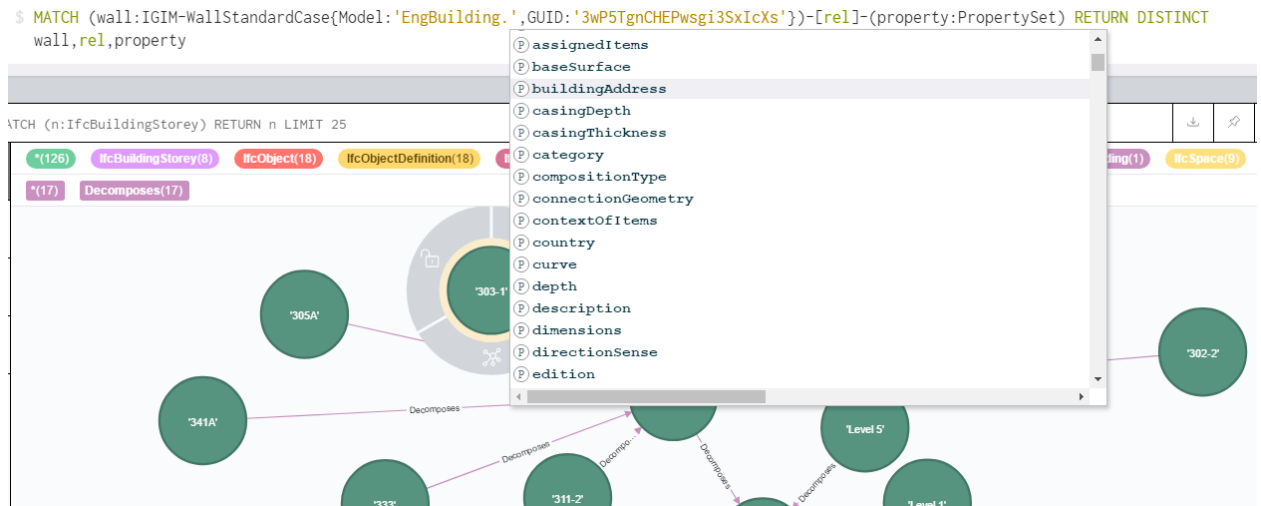 $ MATCH (wall:IGIM-WallStandardCase{Model:'EngBuilding.',GUID:'3wP5TgnCHEPwsgi3SxIcXs'})-[rel]-(property:PropertySet) RETURN DISTINCT
wall,rel,property
assignedItems
baseSurface
buildingAddress
casingDepth
casingThickness
category
compositionType
connectionGeometry
contextOfItems
country
curve
depth
description
dimensions
directionSense
edition
ATCH (n:IfcBuildingStorey) RETURN n LIMIT 25
*(126) IfcBuildingStorey(8) IfcObject(18) IfcObjectDefinition(18) ding(1) IfcSpace(9)
*(17) Decomposes(17)
'303-1'
'305A'
'302-2'
'341A'
Decomposes
'Level 5'
Decomposes
Decompo...
Decomposes
Decomposes
'333'
'311-2'
'Level 1'